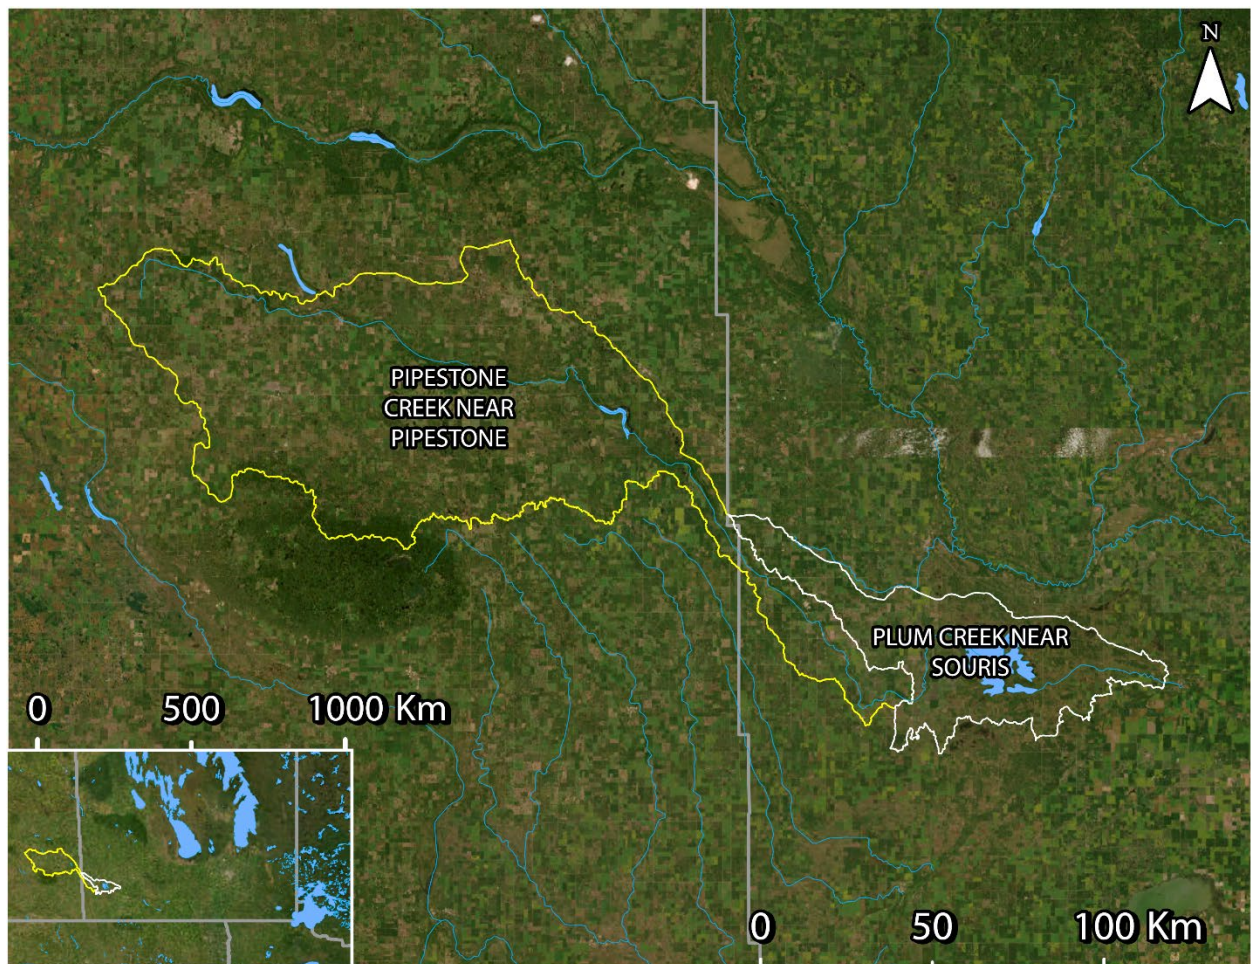 N
PIPESTONE
CREEK NEAR
PIPESTONE
PLUM CREEK NEAR
SOURIS
0 500 1000 Km
0 50 100 Km